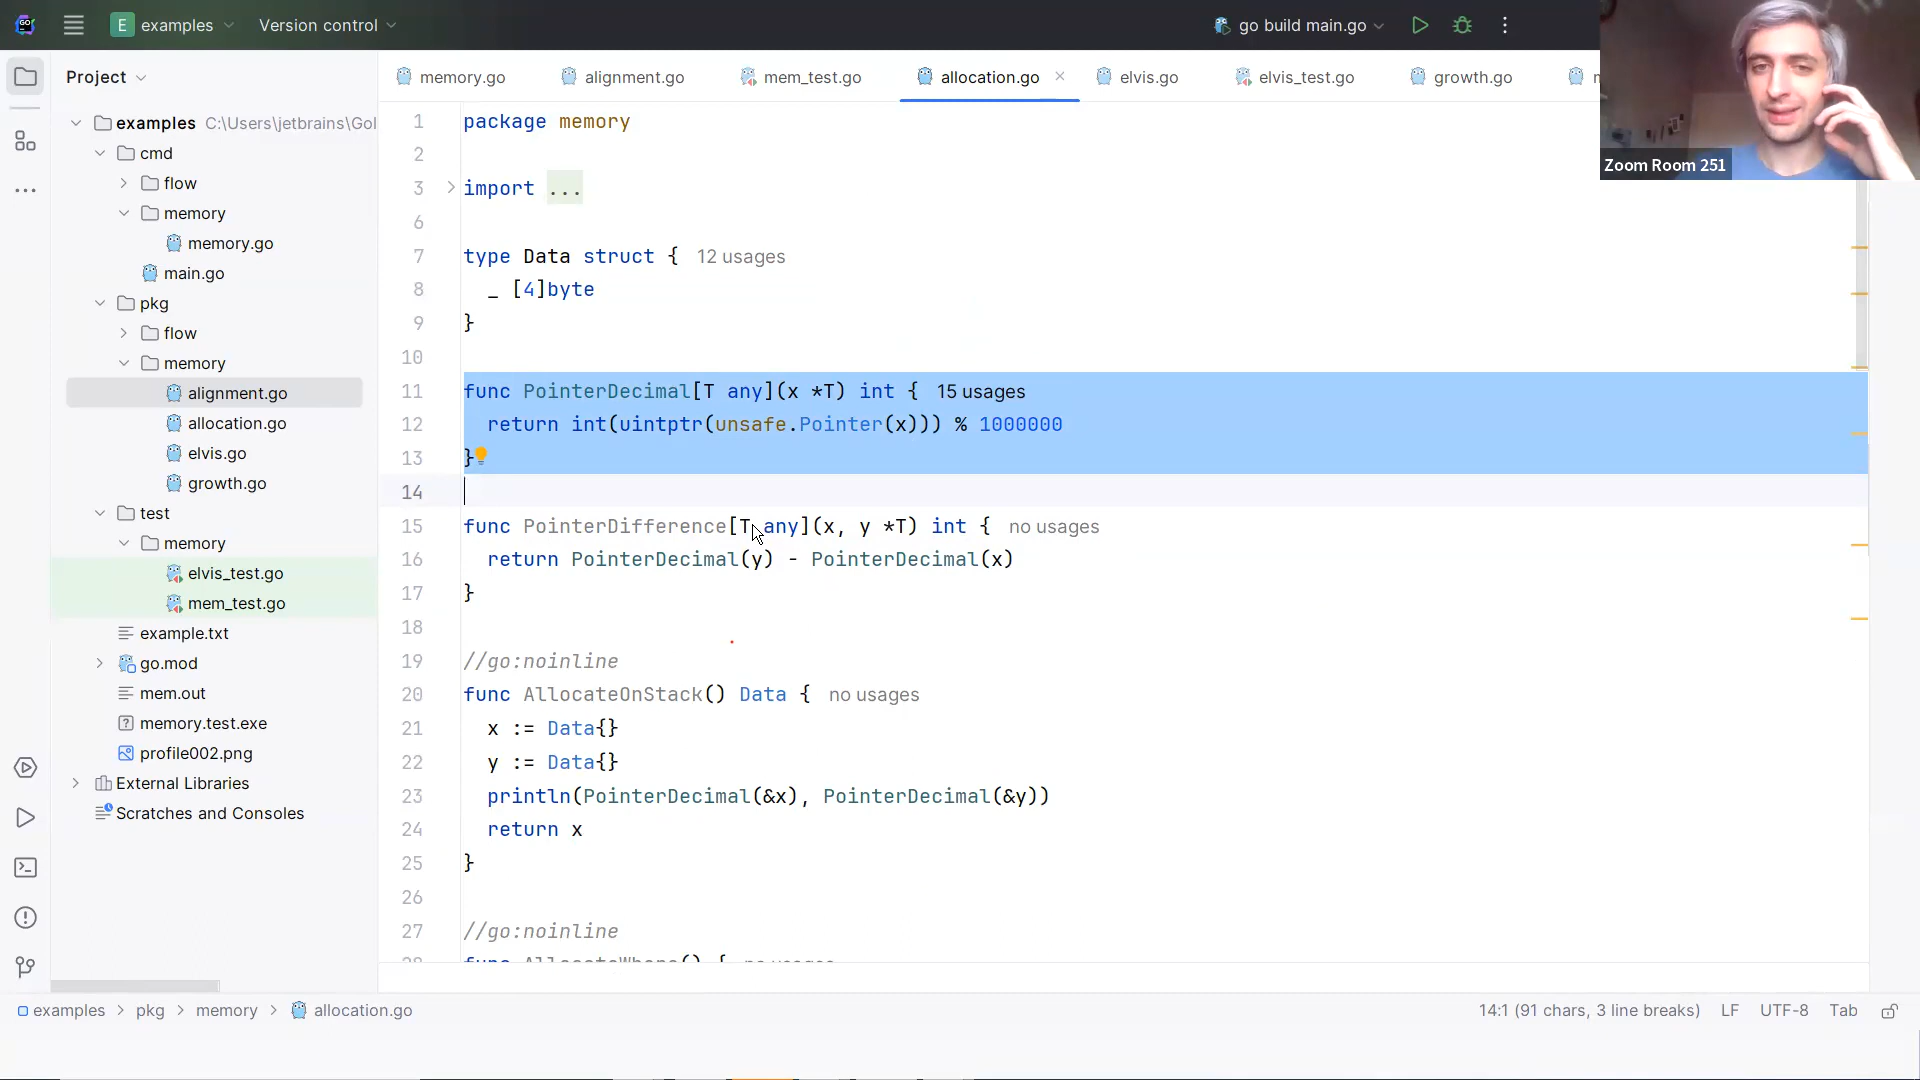 GO
E examples Version control
go build main.go
Project
memory.go alignment.go mem_test.go allocation.go elvis.go elvis_test.go growth.go
Zoom Room 251
examples C:\Users\jetbrains\Gol
cmd
flow
memory
memory.go
main.go
pkg
flow
memory
alignment.go
allocation.go
elvis.go
growth.go
test
memory
elvis_test.go
mem_test.go
example.txt
go.mod
mem.out
memory.test.exe
profile002.png
External Libraries
Scratches and Consoles
1 package memory
2
3 import ...
6
7 type Data struct { 12 usages
8 _ [4]byte
9 }
10
11 func PointerDecimal[T any](x *T) int { 15 usages
12 return int(uintptr(unsafe.Pointer(x))) % 1000000
13 }
14
15 func PointerDifference[T any](x, y *T) int { no usages
16 return PointerDecimal(y) - PointerDecimal(x)
17 }
18
19 //go:noinline
20 func AllocateOnStack() Data { no usages
21 x := Data{}
22 y := Data{}
23 println(PointerDecimal(&x), PointerDecimal(&y))
24 return x
25 }
26
27 //go:noinline
examples > pkg > memory > allocation.go
14:1 (91 chars, 3 line breaks) LF UTF-8 Tab